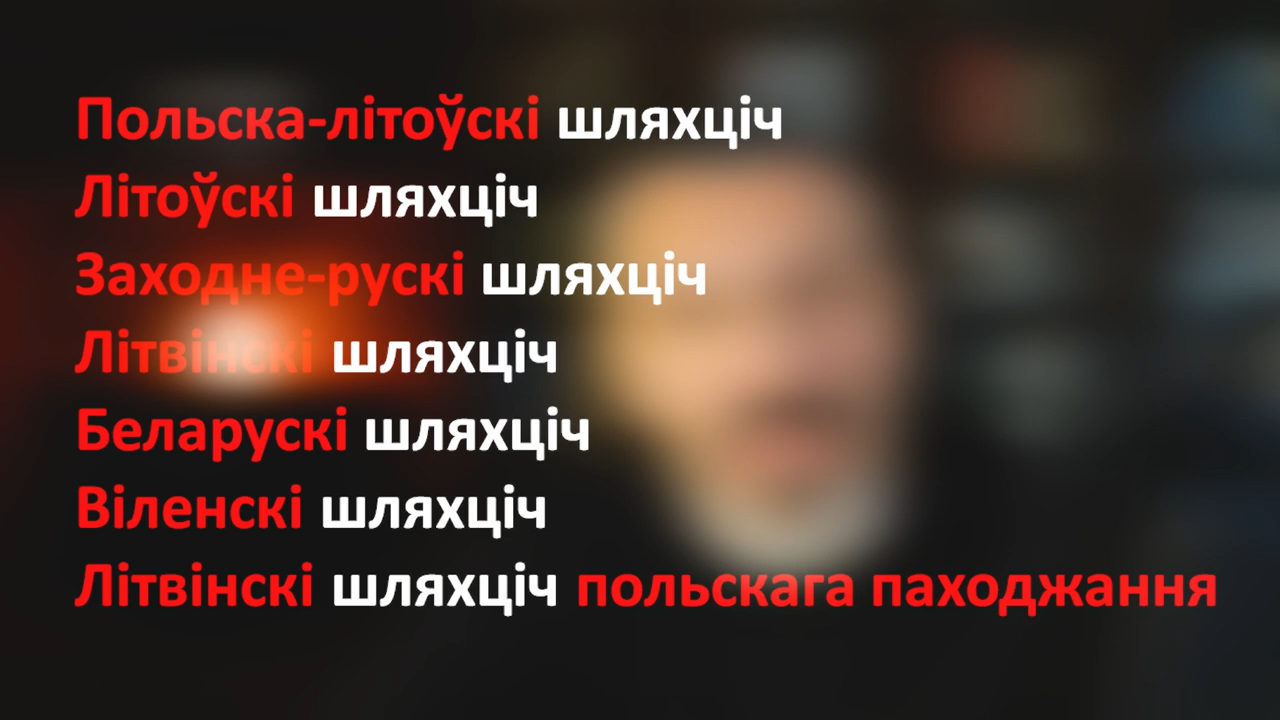 Польска-літоўскі шляхціч
Літоўскі шляхціч
Заходне-рускі шляхціч
Літвінскі шляхціч
Беларускі шляхціч
Віленскі шляхціч
Літвінскі шляхціч польскага паходжання